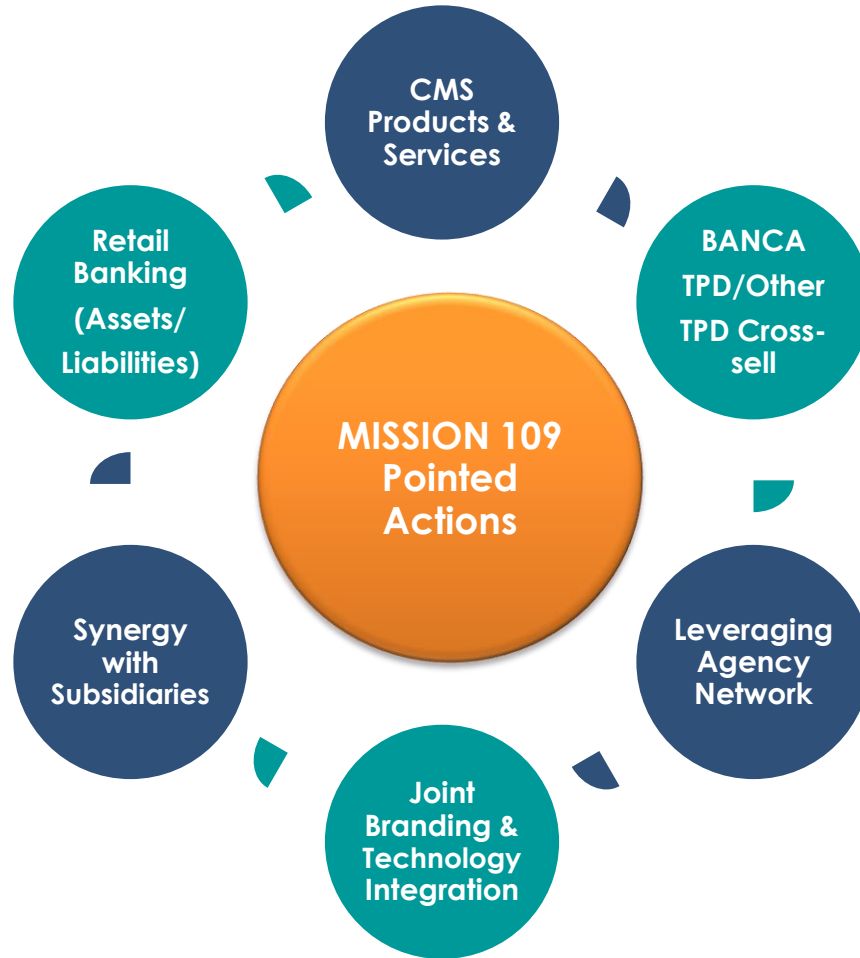 CMS
Products &
Services
BANCA
TPD/Other
TPD Cross-
sell
Leveraging
Agency
Network
Joint
Branding &
Technology
Integration
Synergy
with
Subsidiaries
Retail
Banking
(Assets/
Liabilities)
MISSION 109
Pointed
Actions